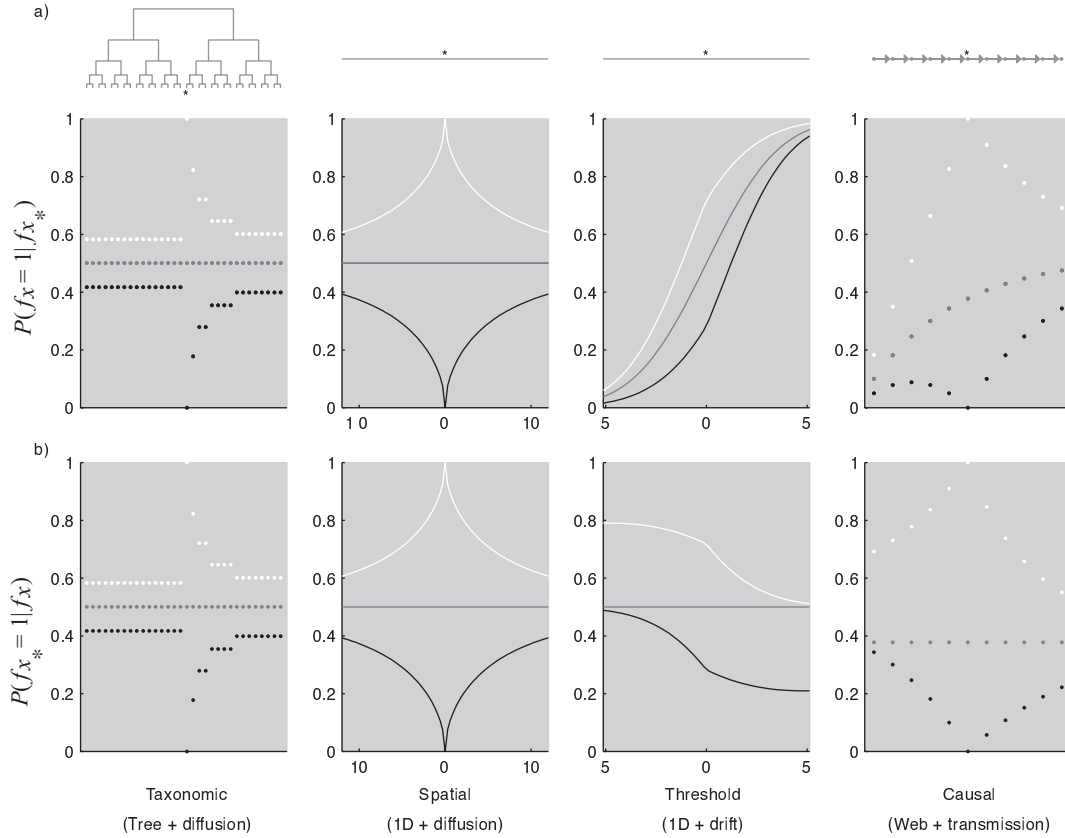 a)
* * * *
P(fx = 1|fx*)
1 1 1 1
0.8 0.8 0.8 0.8
0.6 0.6 0.6 0.6
0.4 0.4 0.4 0.4
0.2 0.2 0.2 0.2
0 0 0 0
1 0 0 10 5 0 5
b)
P(fx* = 1|fx)
1 1 1 1
0.8 0.8 0.8 0.8
0.6 0.6 0.6 0.6
0.4 0.4 0.4 0.4
0.2 0.2 0.2 0.2
0 0 0 0
10 0 10 5 0 5
Taxonomic Spatial Threshold Causal
(Tree + diffusion) (1D + diffusion) (1D + drift) (Web + transmission)